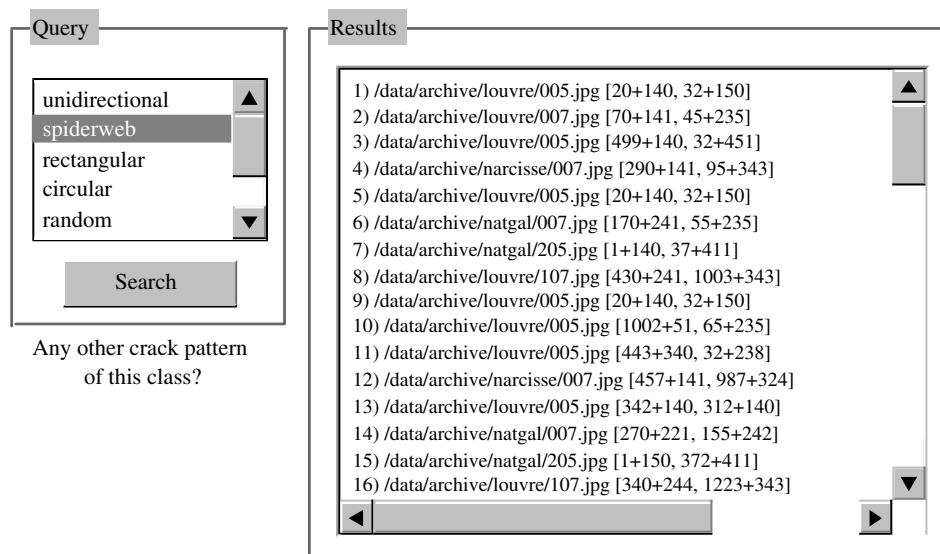 Query
unidirectional
spiderweb
rectangular
circular
random
Search
Any other crack pattern
of this class?
Results
1) /data/archive/louvre/005.jpg [20+140, 32+150]
2) /data/archive/louvre/007.jpg [70+141, 45+235]
3) /data/archive/louvre/005.jpg [499+140, 32+451]
4) /data/archive/narcisse/007.jpg [290+141, 95+343]
5) /data/archive/louvre/005.jpg [20+140, 32+150]
6) /data/archive/natgal/007.jpg [170+241, 55+235]
7) /data/archive/natgal/205.jpg [1+140, 37+411]
8) /data/archive/louvre/107.jpg [430+241, 1003+343]
9) /data/archive/louvre/005.jpg [20+140, 32+150]
10) /data/archive/louvre/005.jpg [1002+51, 65+235]
11) /data/archive/louvre/005.jpg [443+340, 32+238]
12) /data/archive/narcisse/007.jpg [457+141, 987+324]
13) /data/archive/louvre/005.jpg [342+140, 312+140]
14) /data/archive/natgal/007.jpg [270+221, 155+242]
15) /data/archive/natgal/205.jpg [1+150, 372+411]
16) /data/archive/louvre/107.jpg [340+244, 1223+343]